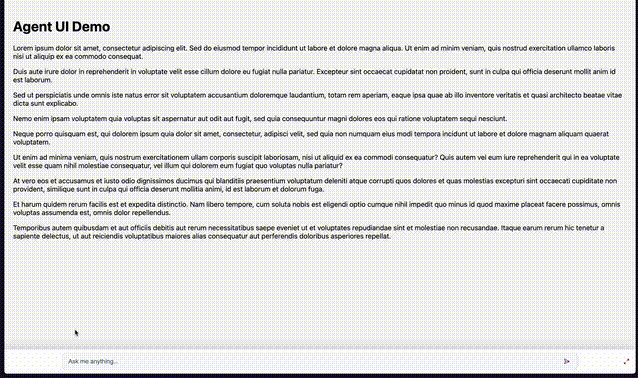 Agent UI Demo
Lorem ipsum dolor sit amet, consectetur adipiscing elit. Sed do eiusmod tempor incididunt ut labore et dolore magna aliqua. Ut enim ad minim veniam, quis nostrud exercitation ullamco laboris
nisi ut aliquip ex ea commodo consequat.
Duis aute irure dolor in reprehenderit in voluptate velit esse cillum dolore eu fugiat nulla pariatur. Excepteur sint occaecat cupidatat non proident, sunt in culpa qui officia deserunt mollit anim id
est laborum.
Sed ut perspiciatis unde omnis iste natus error sit voluptatem accusantium doloremque laudantium, totam rem aperiam, eaque ipsa quae ab illo inventore veritatis et quasi architecto beatae vitae
dicta sunt explicabo.
Nemo enim ipsam voluptatem quia voluptas sit aspernatur aut odit aut fugit, sed quia consequuntur magni dolores eos qui ratione voluptatem sequi nesciunt.
Neque porro quisquam est, qui dolorem ipsum quia dolor sit amet, consectetur, adipisci velit, sed quia non numquam eius modi tempora incidunt ut labore et dolore magnam aliquam quaerat
voluptatem.
Ut enim ad minima veniam, quis nostrum exercitationem ullam corporis suscipit laboriosam, nisi ut aliquid ex ea commodi consequatur? Quis autem vel eum iure reprehenderit qui in ea voluptate
velit esse quam nihil molestiae consequatur, vel illum qui dolorem eum fugiat quo voluptas nulla pariatur?
At vero eos et accusamus et iusto odio dignissimos ducimus qui blanditiis praesentium voluptatum deleniti atque corrupti quos dolores et quas molestias excepturi sint occaecati cupiditate non
provident, similique sunt in culpa qui officia deserunt mollitia animi, id est laborum et dolorum fuga.
Et harum quidem rerum facilis est et expedita distinctio. Nam libero tempore, cum soluta nobis est eligendi optio cumque nihil impedit quo minus id quod maxime placeat facere possimus, omnis
voluptas assumenda est, omnis dolor repellendus.
Temporibus autem quibusdam et aut officiis debitis aut rerum necessitatibus saepe eveniet ut et voluptates repudiandae sint et molestiae non recusandae. Itaque earum rerum hic tenetur a
sapiente delectus, ut aut reiciendis voluptatibus maiores alias consequatur aut perferendis doloribus asperiores repellat.
Ask me anything...